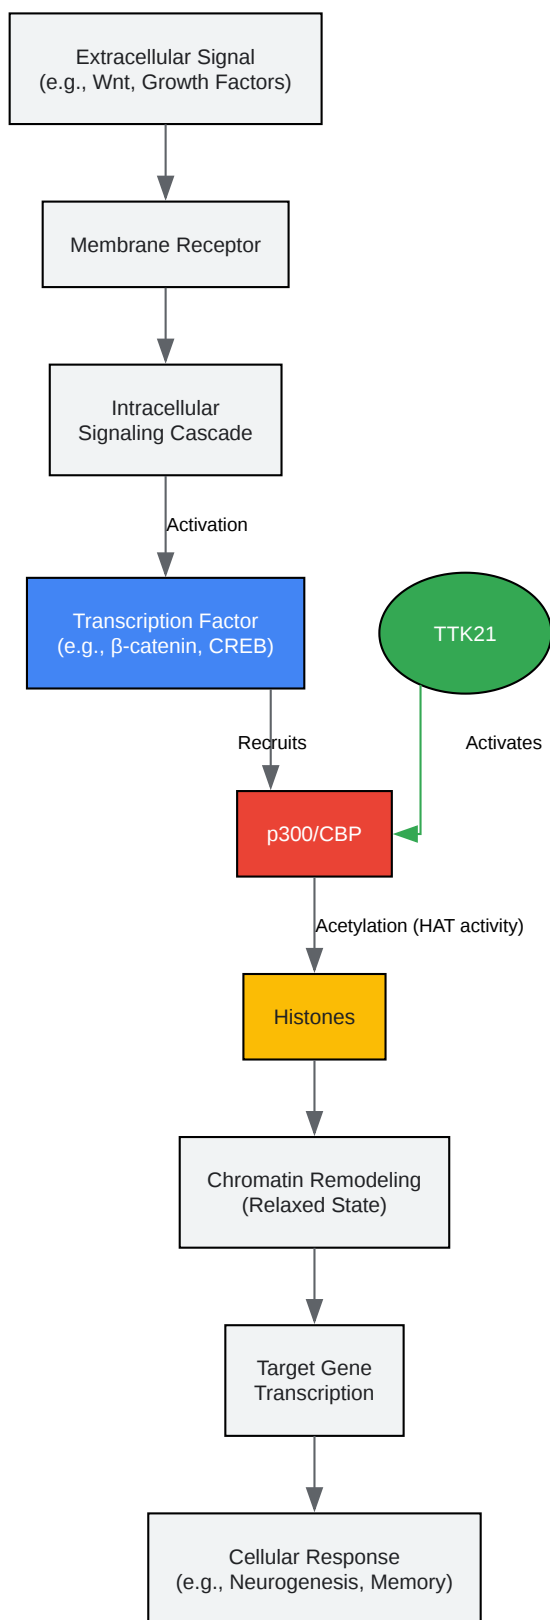 Extracellular Signal
(e.g., Wnt, Growth Factors)
Membrane Receptor
Intracellular
Signaling Cascade
Activation
Transcription Factor
(e.g., β-catenin, CREB)
TTK21
Recruits
Activates
p300/CBP
Acetylation (HAT activity)
Histones
Chromatin Remodeling
(Relaxed State)
Target Gene
Transcription
Cellular Response
(e.g., Neurogenesis, Memory)